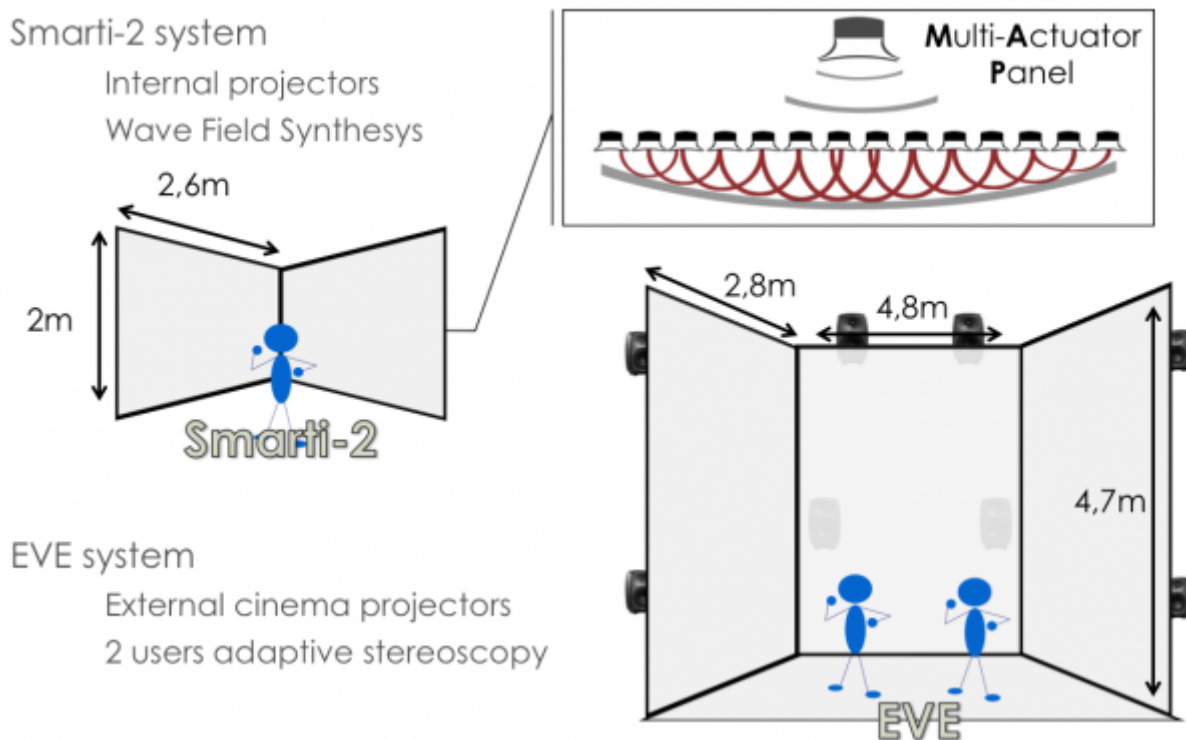 Smarti-2 system
Internal projectors
Wave Field Synthesys
2,6m
2m
Smarti-2
Multi-Actuator
Panel
EVE system
External cinema projectors
2 users adaptive stereoscopy
2,8m
4,8m
4,7m
EVE